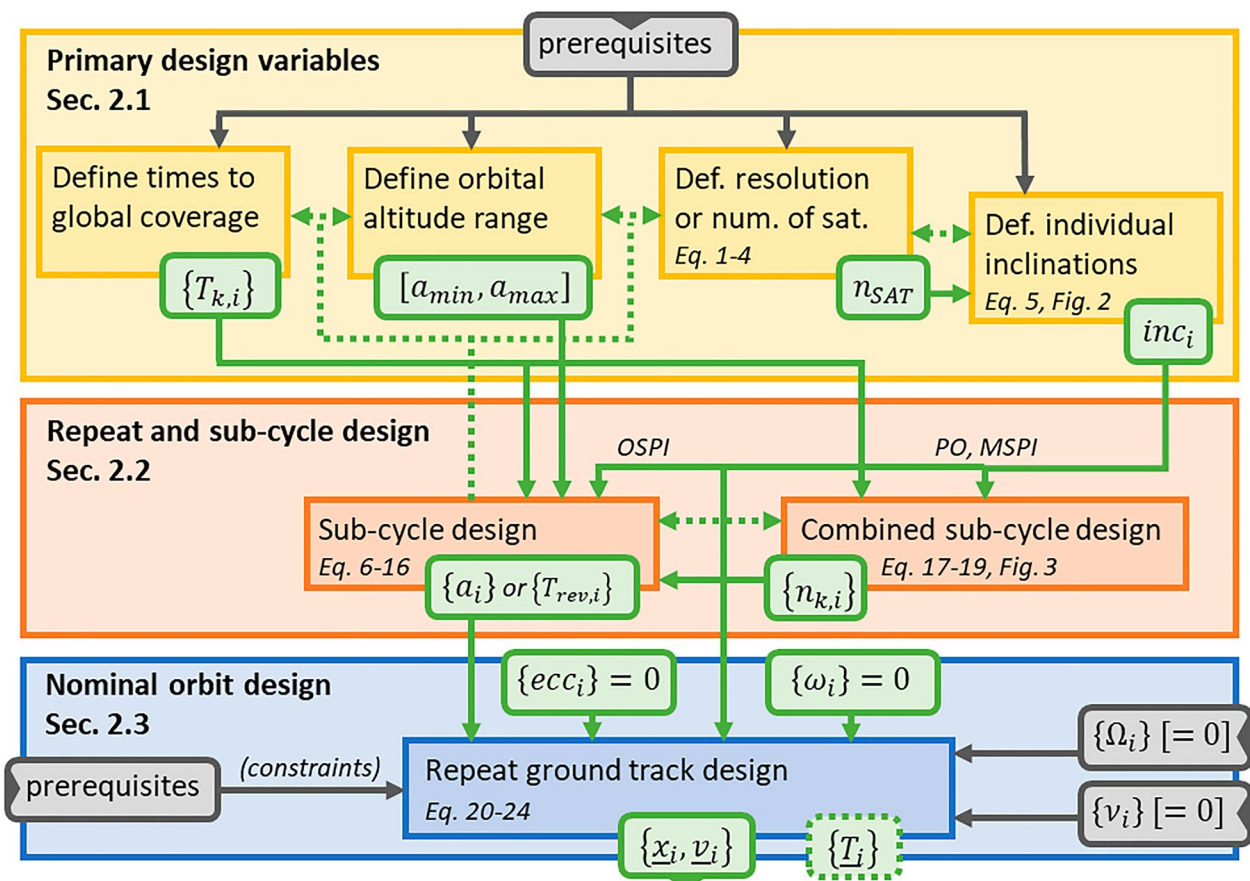 prerequisites
Primary design variables
Sec. 2.1
Define times to
global coverage
{T_{k,i}}
Define orbital
altitude range
[a_{min}, a_{max}]
Def. resolution
or num. of sat.
Eq. 1-4
n_{SAT}
Def. individual
inclinations
Eq. 5, Fig. 2
inc_i
Repeat and sub-cycle design
Sec. 2.2
OSPI
PO, MSPI
Sub-cycle design
Eq. 6-16
{a_i} or {T_{rev,i}}
Combined sub-cycle design
Eq. 17-19, Fig. 3
{n_{k,i}}
Nominal orbit design
Sec. 2.3
{ecc_i} = 0
{ω_i} = 0
{Ω_i} [= 0]
prerequisites
(constraints)
Repeat ground track design
Eq. 20-24
{ν_i} [= 0]
{x_i, v_i}
{T_i}